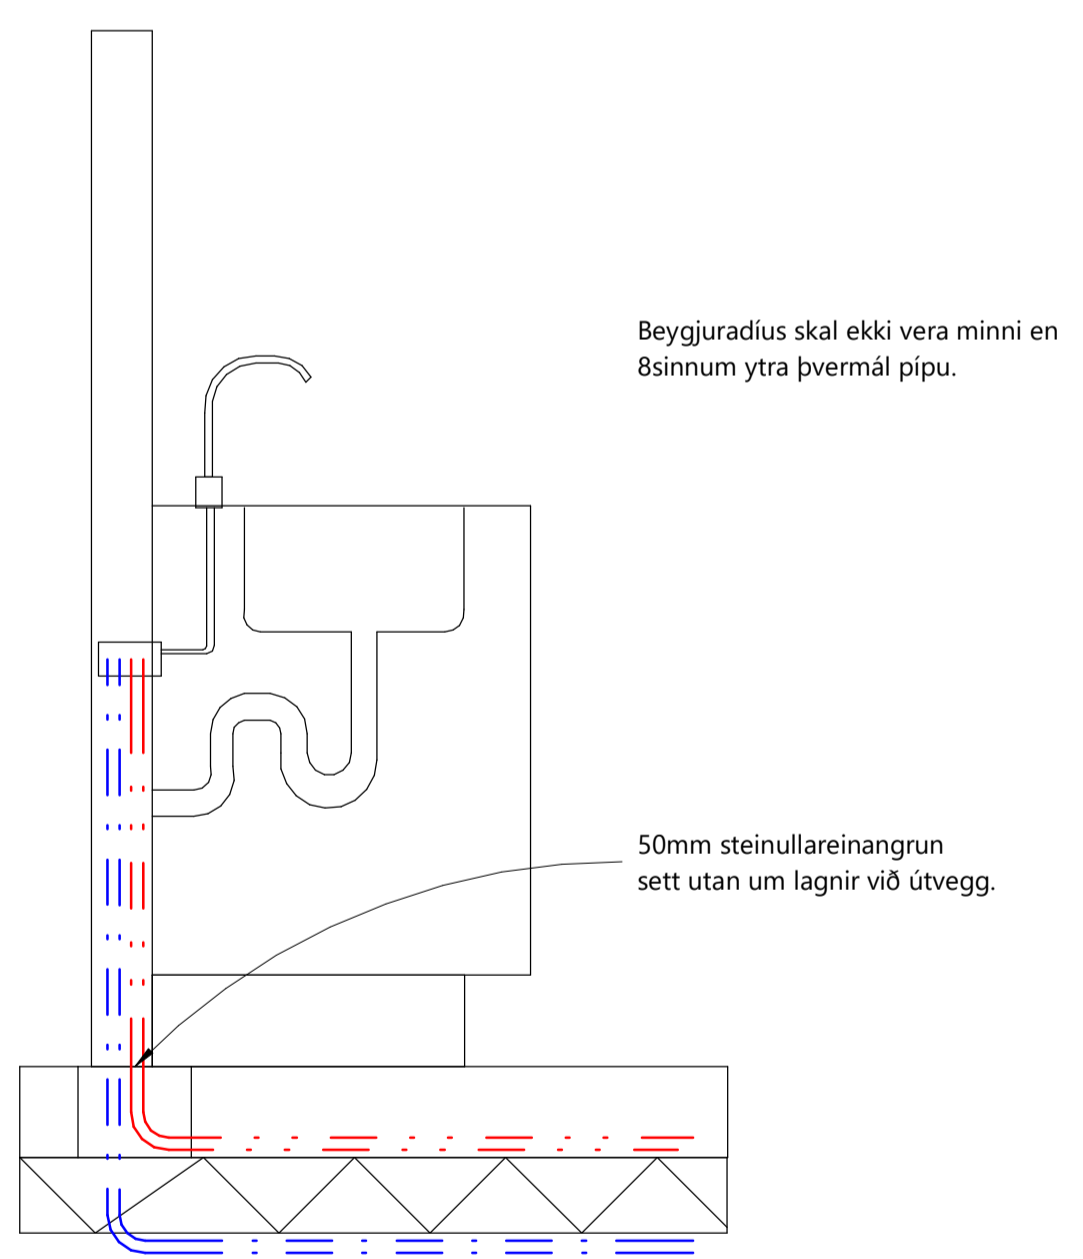 Beygjuradíus skal ekki vera minni en
8sinnum ytra þvermál pípu.
50mm steinullareinangrun
sett utan um lagnir við útvegg.